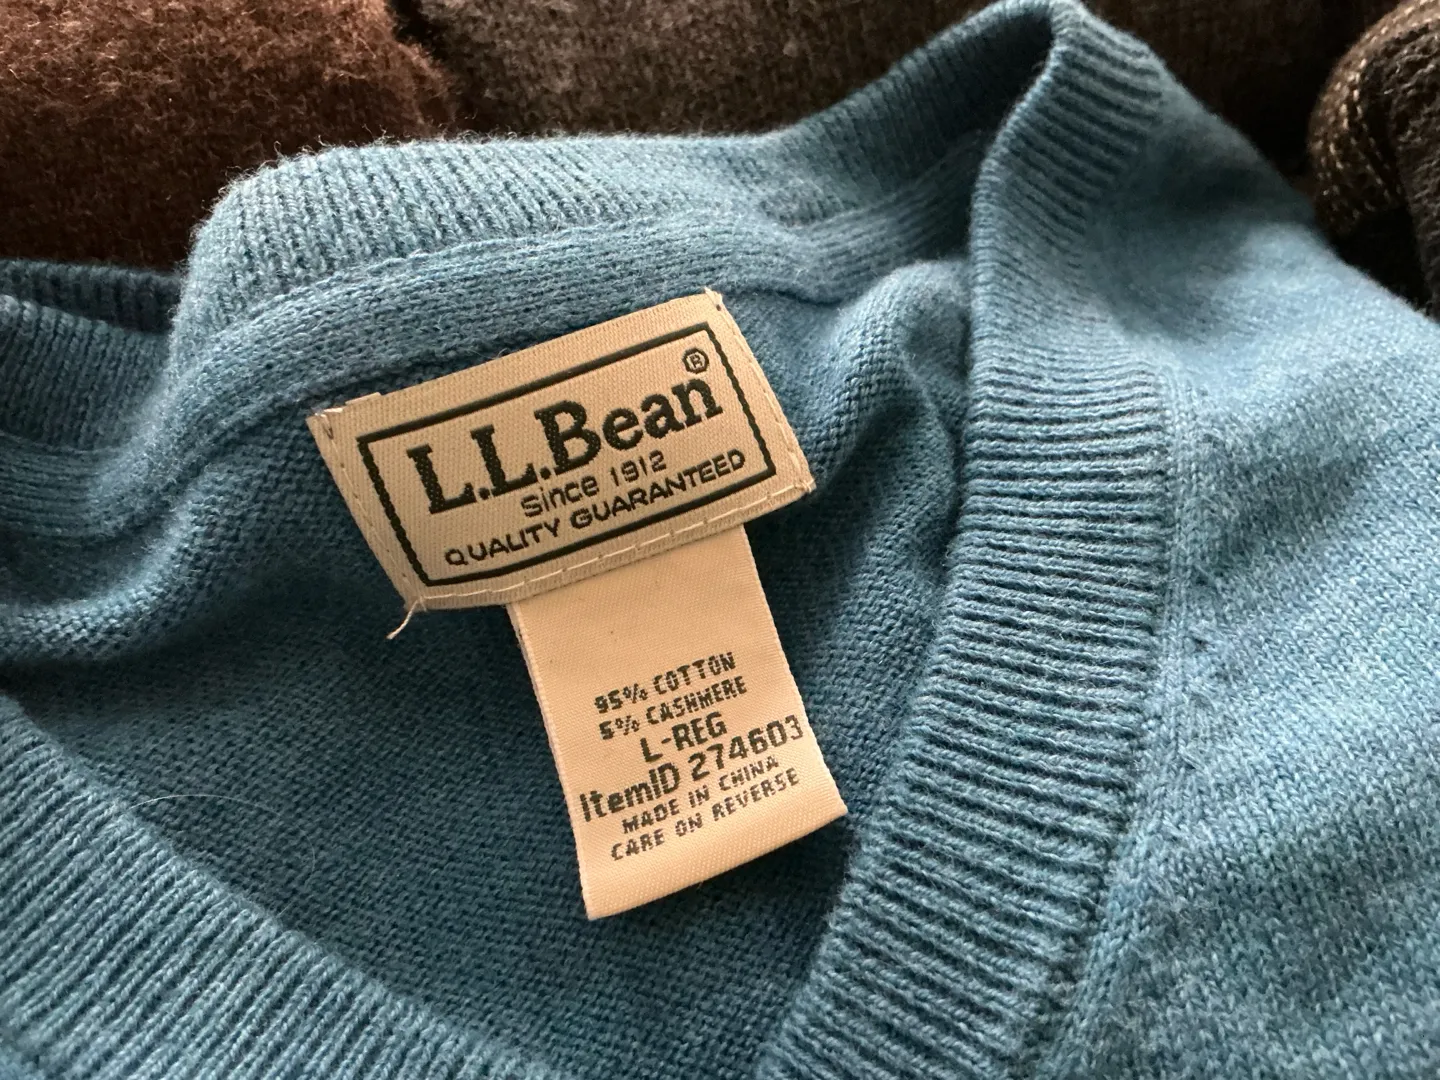 L.L.Bean®
Since 1912
QUALITY GUARANTEED
95% COTTON
5% CASHMERE
L-REG
ItemID 274603
MADE IN CHINA
CARE ON REVERSE